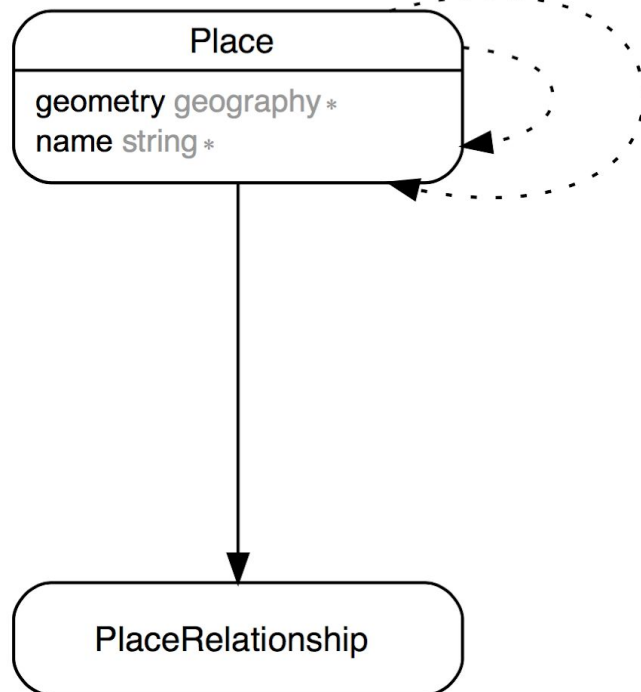 Place
geometry geography *
name string *
PlaceRelationship